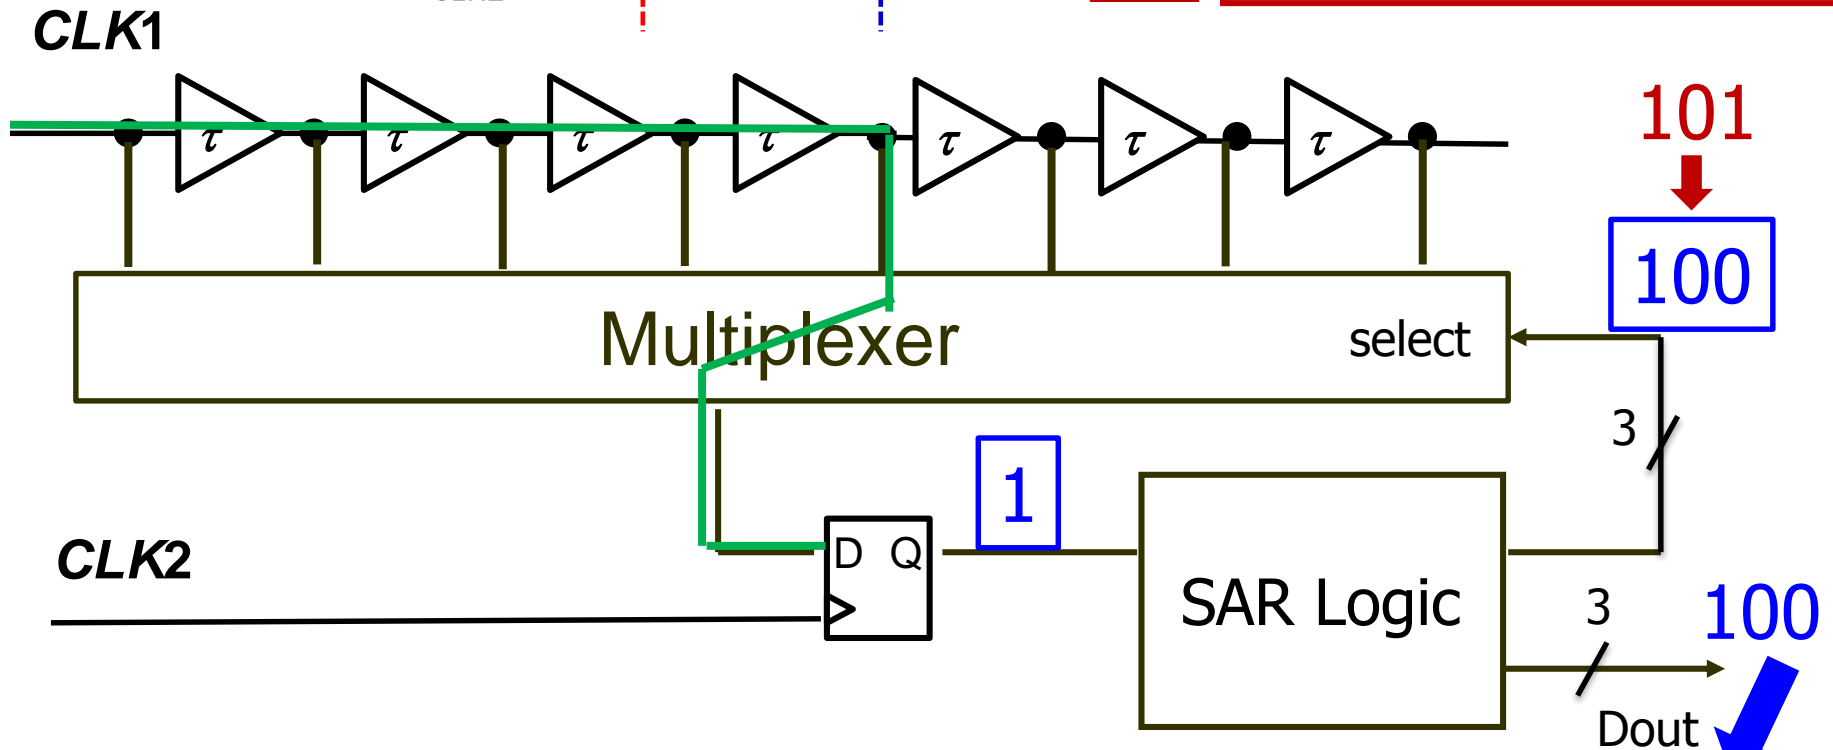 CLK1
τ τ τ τ τ τ τ
101
100
Multiplexer
select
3
1
D Q
CLK2
SAR Logic
3
100
Dout